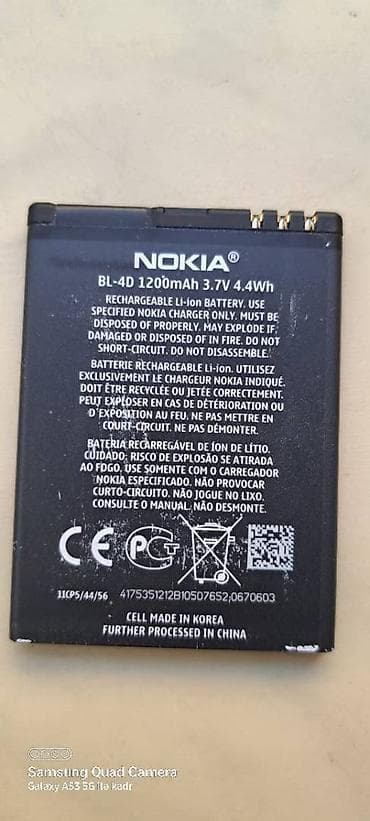 NOKIA®
BL-4D 1200mAh 3.7V 4.4Wh
RECHARGEABLE Li-ion BATTERY. USE
SPECIFIED NOKIA CHARGER ONLY. MUST BE
DISPOSED OF PROPERLY. MAY EXPLODE IF
DAMAGED OR DISPOSED OF IN FIRE. DO NOT
SHORT-CIRCUIT. DO NOT DISASSEMBLE.
BATTERIE RECHARGEABLE Li-ion. UTILISEZ
EXCLUSIVEMENT LE CHARGEUR NOKIA INDIQUÉ.
DOIT ÊTRE RECYCLÉE OU JETÉE CORRECTEMENT.
PEUT EXPLOSER EN CAS DE DÉTÉRIORATION OU
D'EXPOSITION AU FEU. NE PAS METTRE EN
COURT-CIRCUIT. NE PAS DÉMONTER.
BATERIA RECARREGÁVEL DE ÍON DE LÍTIO.
CUIDADO: RISCO DE EXPLOSÃO SE ATIRADA
AO FOGO. USE SOMENTE COM O CARREGADOR
NOKIA ESPECIFICADO. NÃO PROVOCAR
CURTO-CIRCUITO. NÃO JOGUE NO LIXO.
CONSULTE O MANUAL. NÃO DESMONTE.
CE PCT
1ICP5/44/56 4175351212B10507652;0670603
CELL MADE IN KOREA
FURTHER PROCESSED IN CHINA
Samsung Quad Camera
Galaxy A53 5G ilə kadr